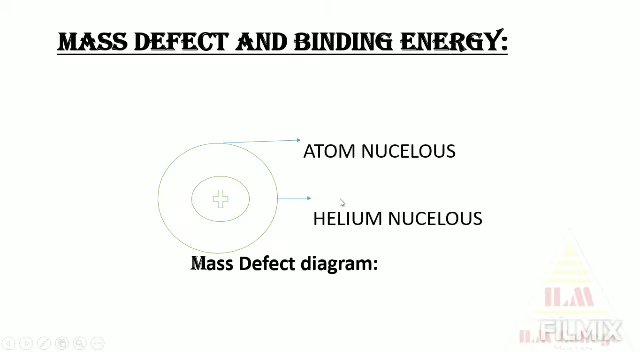 MASS DEFECT AND BINDING ENERGY:
ATOM NUCELOUS
HELIUM NUCELOUS
Mass Defect diagram:
ILM
FILMIX